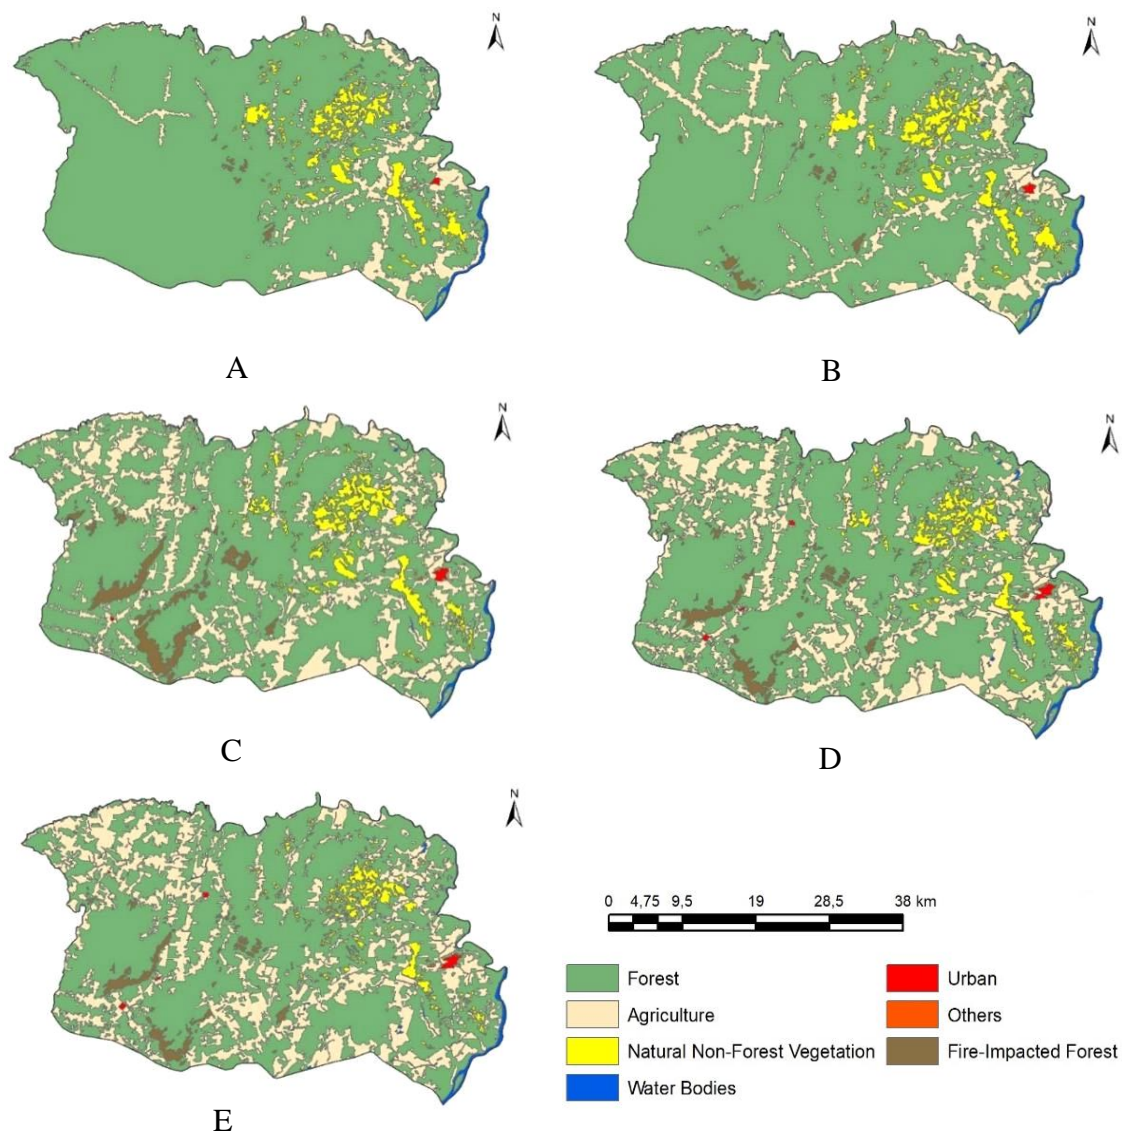 N
N
A
B
N
N
C
D
N
0 4,75 9,5 19 28,5 38 km
Forest
Urban
Agriculture
Others
Natural Non-Forest Vegetation
Fire-Impacted Forest
Water Bodies
E